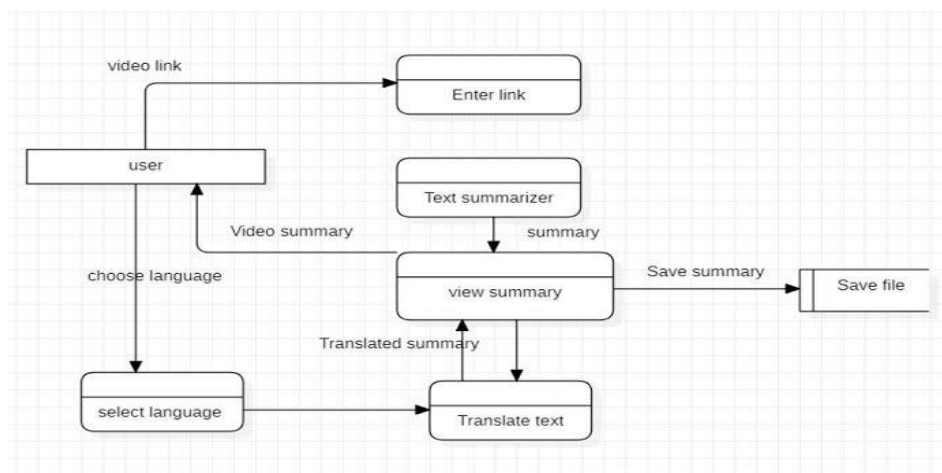 video link
Enter link
user
Text summarizer
Video summary
summary
choose language
view summary
Save summary
Save file
Translated summary
select language
Translate text